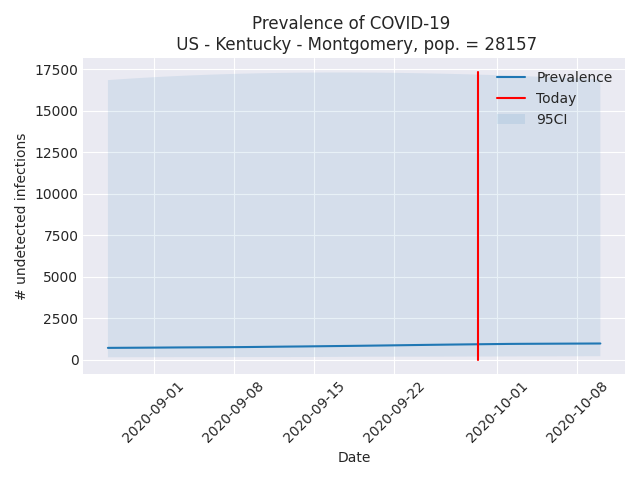 Prevalence of COVID-19
US - Kentucky - Montgomery, pop. = 28157
17500
15000
12500
10000
7500
5000
2500
0
# undetected infections
Prevalence
Today
95CI
2020-09-01
2020-09-08
2020-09-15
2020-09-22
2020-10-01
2020-10-08
Date